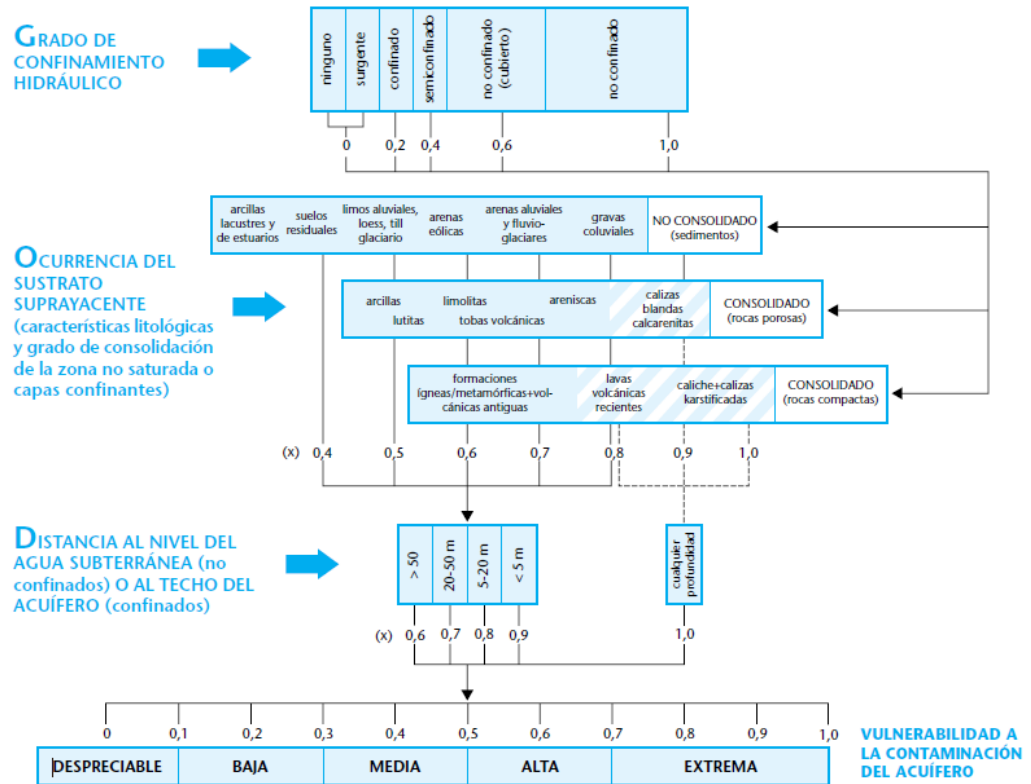 GRADO DE
CONFINAMIENTO
HIDRÁULICO
ninguno
surgente
confinado
semiconfinado
no confinado
(cubierto)
no confinado
0
0,2
0,4
0,6
1,0
OCURRENCIA DEL
SUSTRATO
SUPRAYACENTE
(características litológicas
y grado de consolidación
de la zona no saturada o
capas confinantes)
arcillas
lacustres y
de estuarios
suelos
residuales
limos aluviales,
loess, till
glaciario
arenas
eólicas
arenas aluviales
y fluvio-
glaciares
gravas
coluviales
NO CONSOLIDADO
(sedimentos)
arcillas
lutitas
limolitas
tobas volcánicas
areniscas
calizas
blandas
calcarenitas
CONSOLIDADO
(rocas porosas)
formaciones
ígneas/metamórficas+vol-
cánicas antiguas
lavas
volcánicas
recientes
caliche+calizas
karstificadas
CONSOLIDADO
(rocas compactas)
(x) 0,4 0,5 0,6 0,7 0,8 0,9 1,0
DISTANCIA AL NIVEL DEL
AGUA SUBTERRÁNEA (no
confinados) O AL TECHO DEL
ACUÍFERO (confinados)
> 50
20-50 m
5-20 m
< 5 m
cualquier
profundidad
(x) 0,6 0,7 0,8 0,9 1,0
0 0,1 0,2 0,3 0,4 0,5 0,6 0,7 0,8 0,9 1,0
DESPRECIABLE BAJA MEDIA ALTA EXTREMA
VULNERABILIDAD A
LA CONTAMINACIÓN
DEL ACUÍFERO